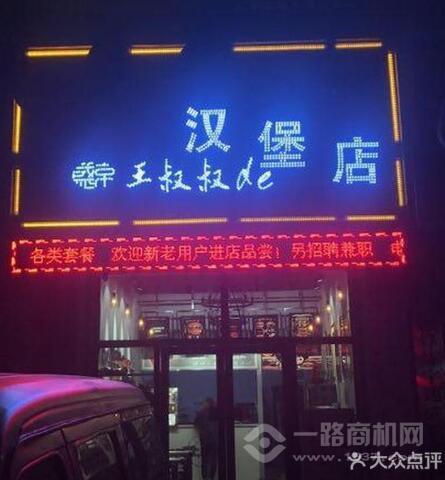 汉堡店
王叔叔de
各类套餐 欢迎新老用户进店品尝！另招聘兼职 电
一路商机网
大众点评